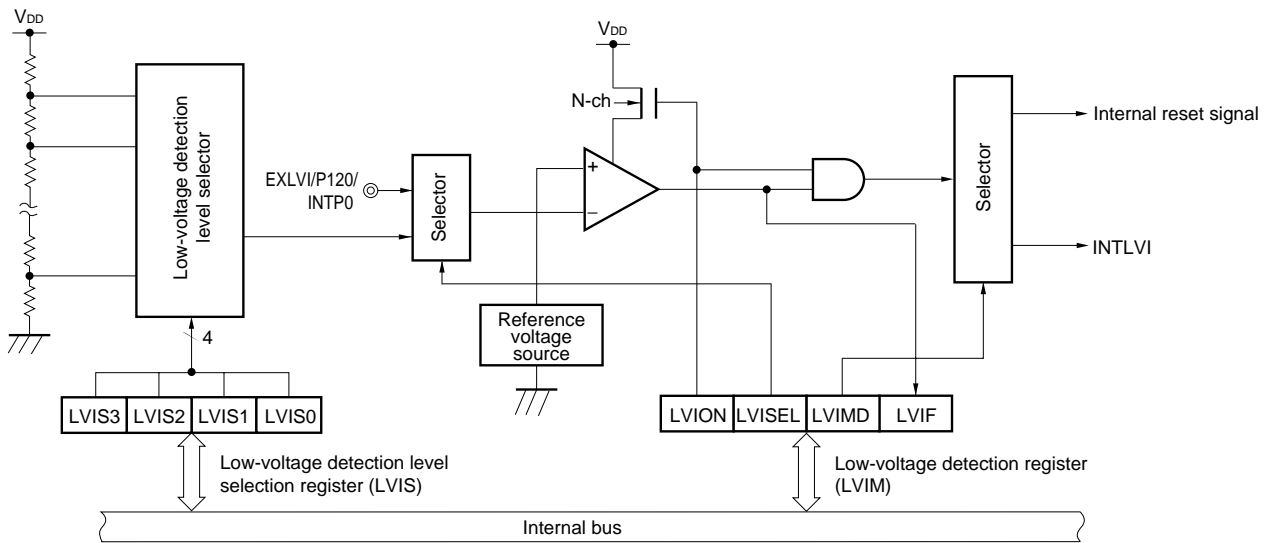 VDD
Low-voltage detection
level selector
EXLVI/P120/
INTP0
Selector
VDD
N-ch
+
−
Reference
voltage
source
Selector
Internal reset signal
INTLVI
4
LVIS3 LVIS2 LVIS1 LVIS0
LVION LVISEL LVIMD LVIF
Low-voltage detection level
selection register (LVIS)
Low-voltage detection register
(LVIM)
Internal bus